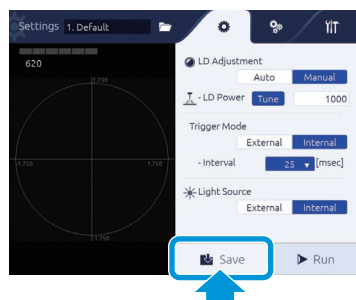 Settings 1. Default
YIT
620
1.750
-1.750
1.750
-1.750
LD Adjustment
Auto Manual
- LD Power Tune 1000
Trigger Mode
External Internal
- Interval 25 [msec]
Light Source
External Internal
Save Run